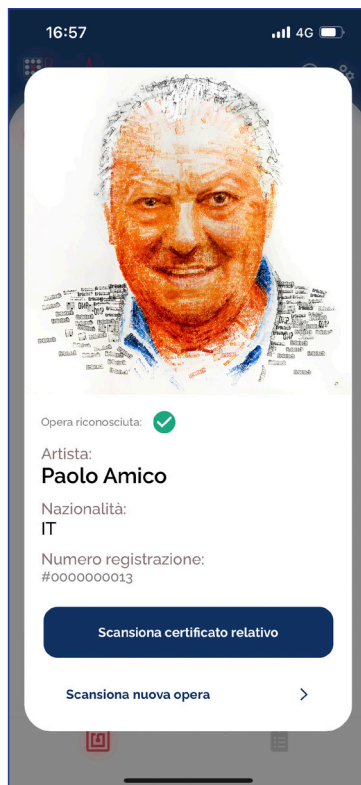 16:57
4G
Opera riconosciuta:
Artista:
Paolo Amico
Nazionalità:
IT
Numero registrazione:
#0000000013
Scansiona certificato relativo
Scansiona nuova opera